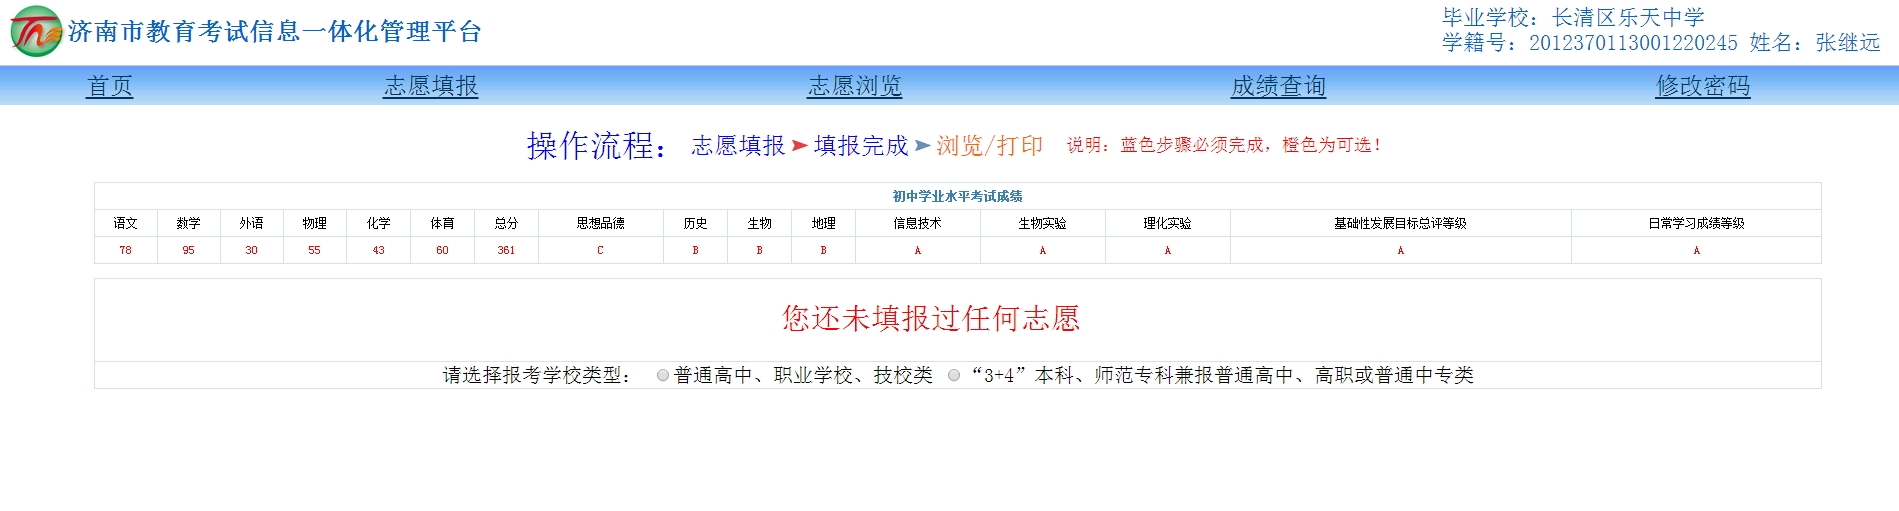 济南市教育考试信息一体化管理平台
毕业学校：长清区乐天中学
学籍号：2012370113001220245 姓名：张继远
首页 志愿填报 志愿浏览 成绩查询 修改密码
操作流程：志愿填报 填报完成 浏览/打印 说明：蓝色步骤必须完成，橙色为可选！
初中学业水平考试成绩
语文 数学 外语 物理 化学 体育 总分 思想品德 历史 生物 地理 信息技术 生物实验 理化实验 基础性发展目标总评等级 日常学习成绩等级
78 95 30 55 43 60 361 C B B B A A A A A
您还未填报过任何志愿
请选择报考学校类型： 普通高中、职业学校、技校类 “3+4”本科、师范专科兼报普通高中、高职或普通中专类